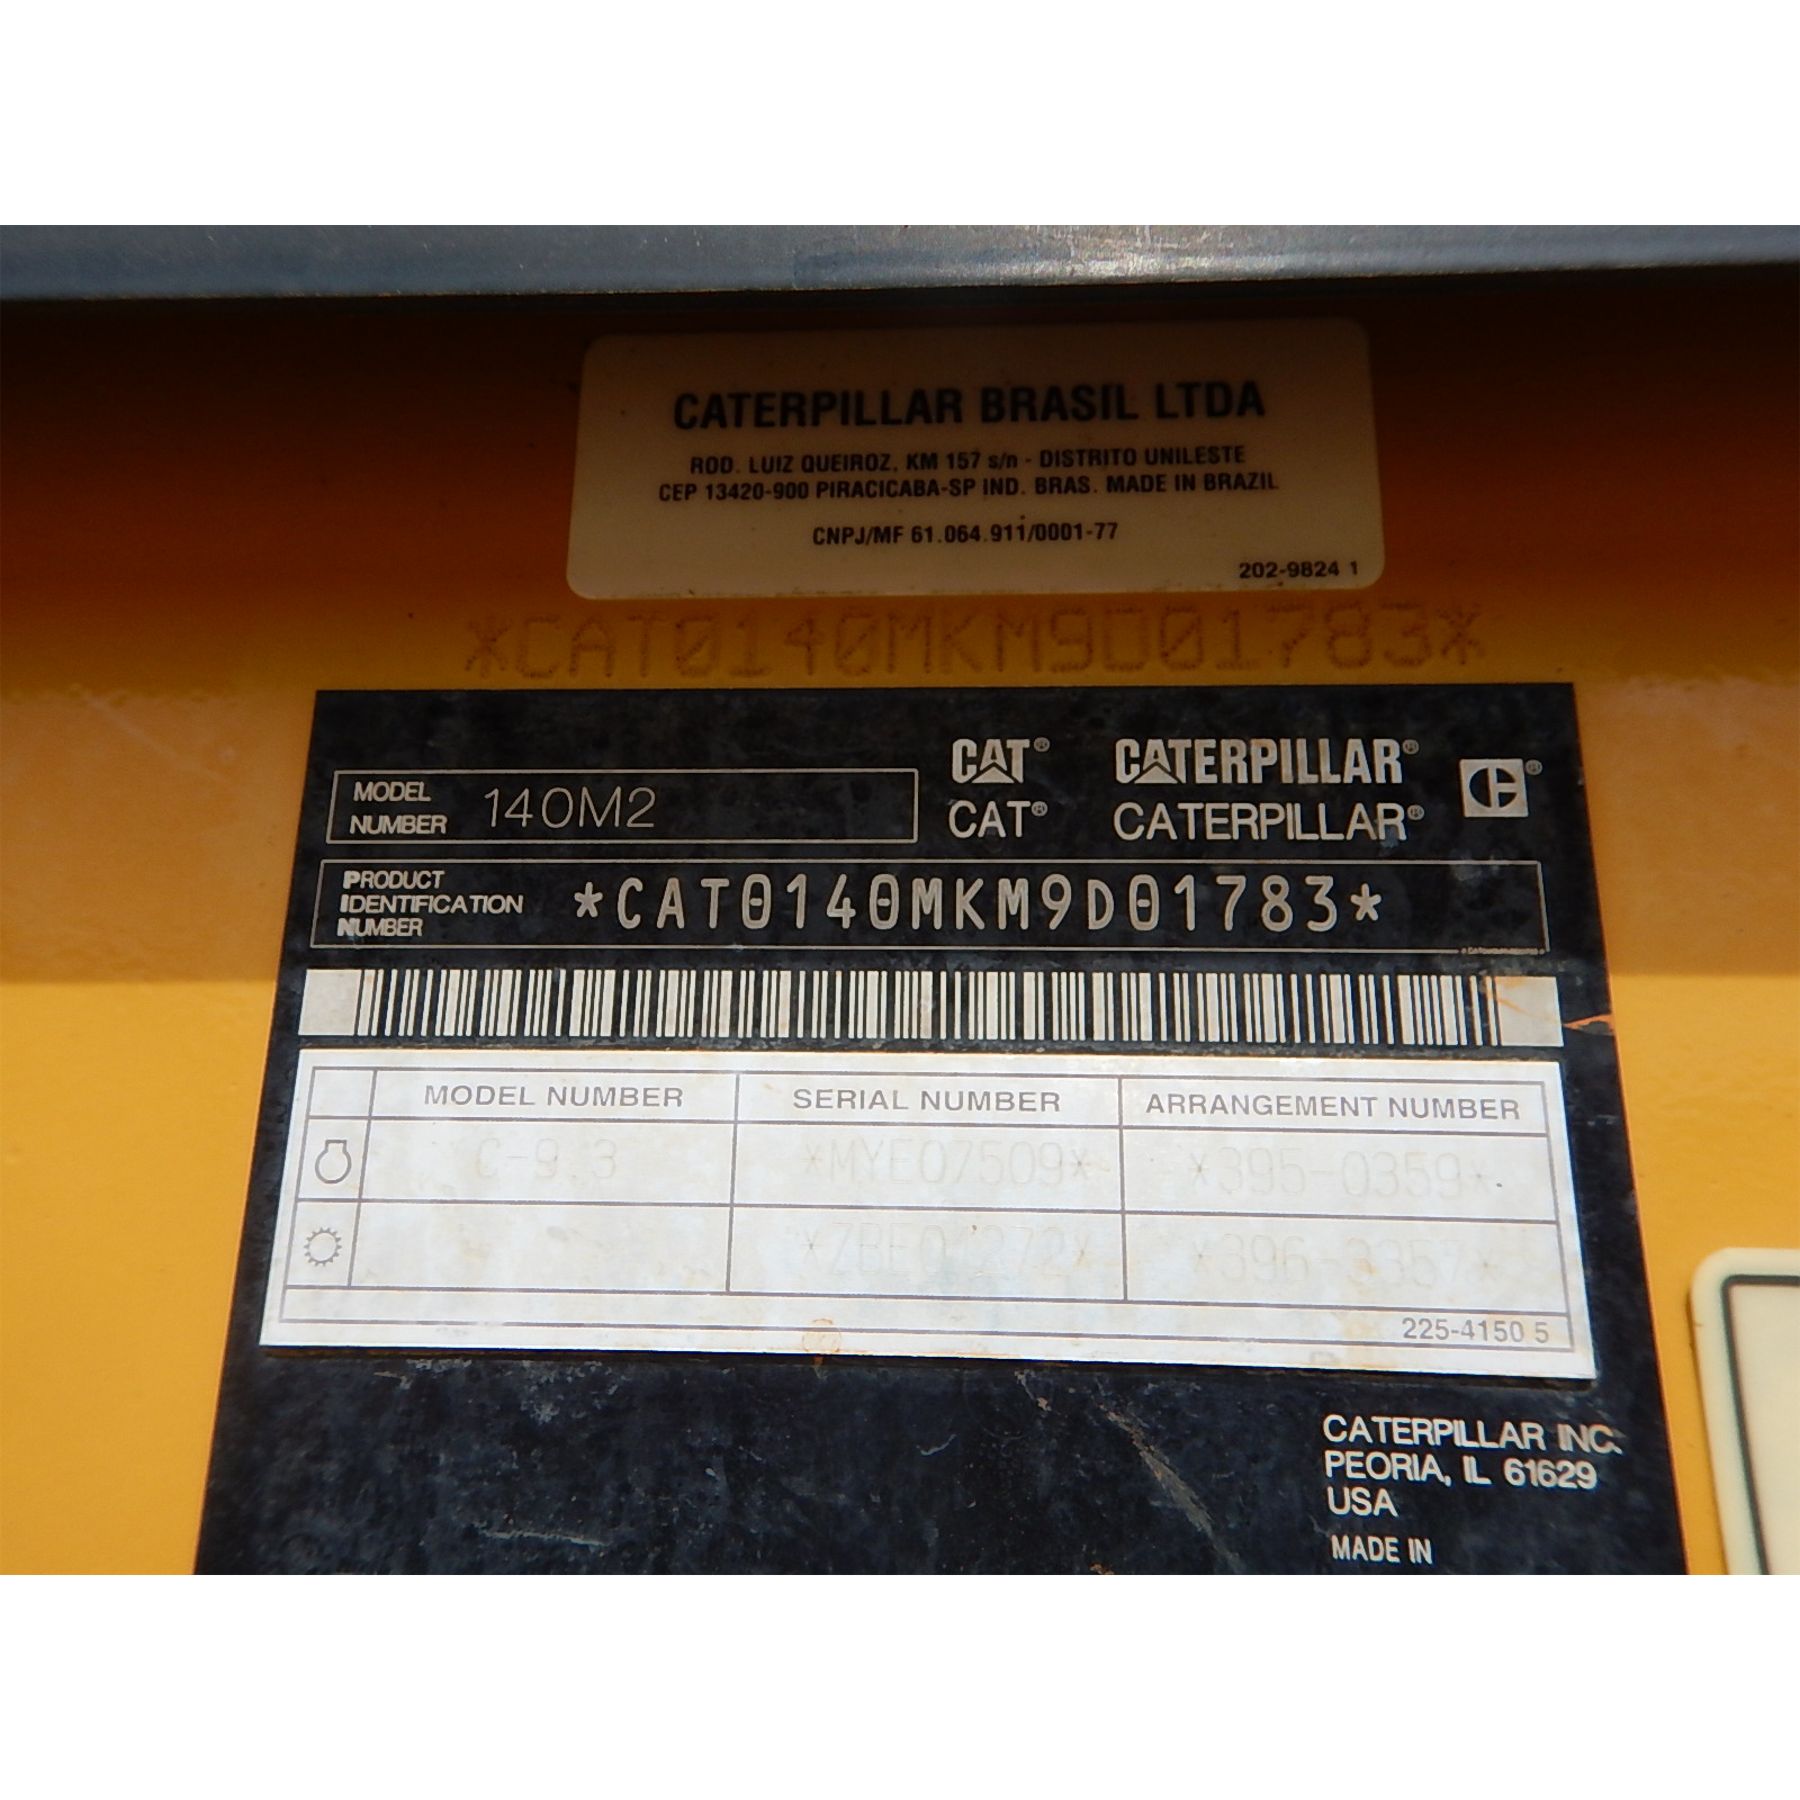 CATERPILLAR BRASIL LTDA
ROD. LUIZ QUEIROZ, KM 157 s/n - DISTRITO UNILESTE
CEP 13420-900 PIRACICABA-SP IND. BRAS. MADE IN BRAZIL
CNPJ/MF 61.064.911/0001-77
202-9824 1
*CAT0140MKM9D01783*
CAT® CATERPILLAR®
MODEL NUMBER 140M2
CAT® CATERPILLAR®
PRODUCT IDENTIFICATION NUMBER *CAT0140MKM9D01783*
MODEL NUMBER SERIAL NUMBER ARRANGEMENT NUMBER
C-9.3 *MYE07509* *395-0359*
225-4150 5
CATERPILLAR INC.
PEORIA, IL 61629
USA
MADE IN